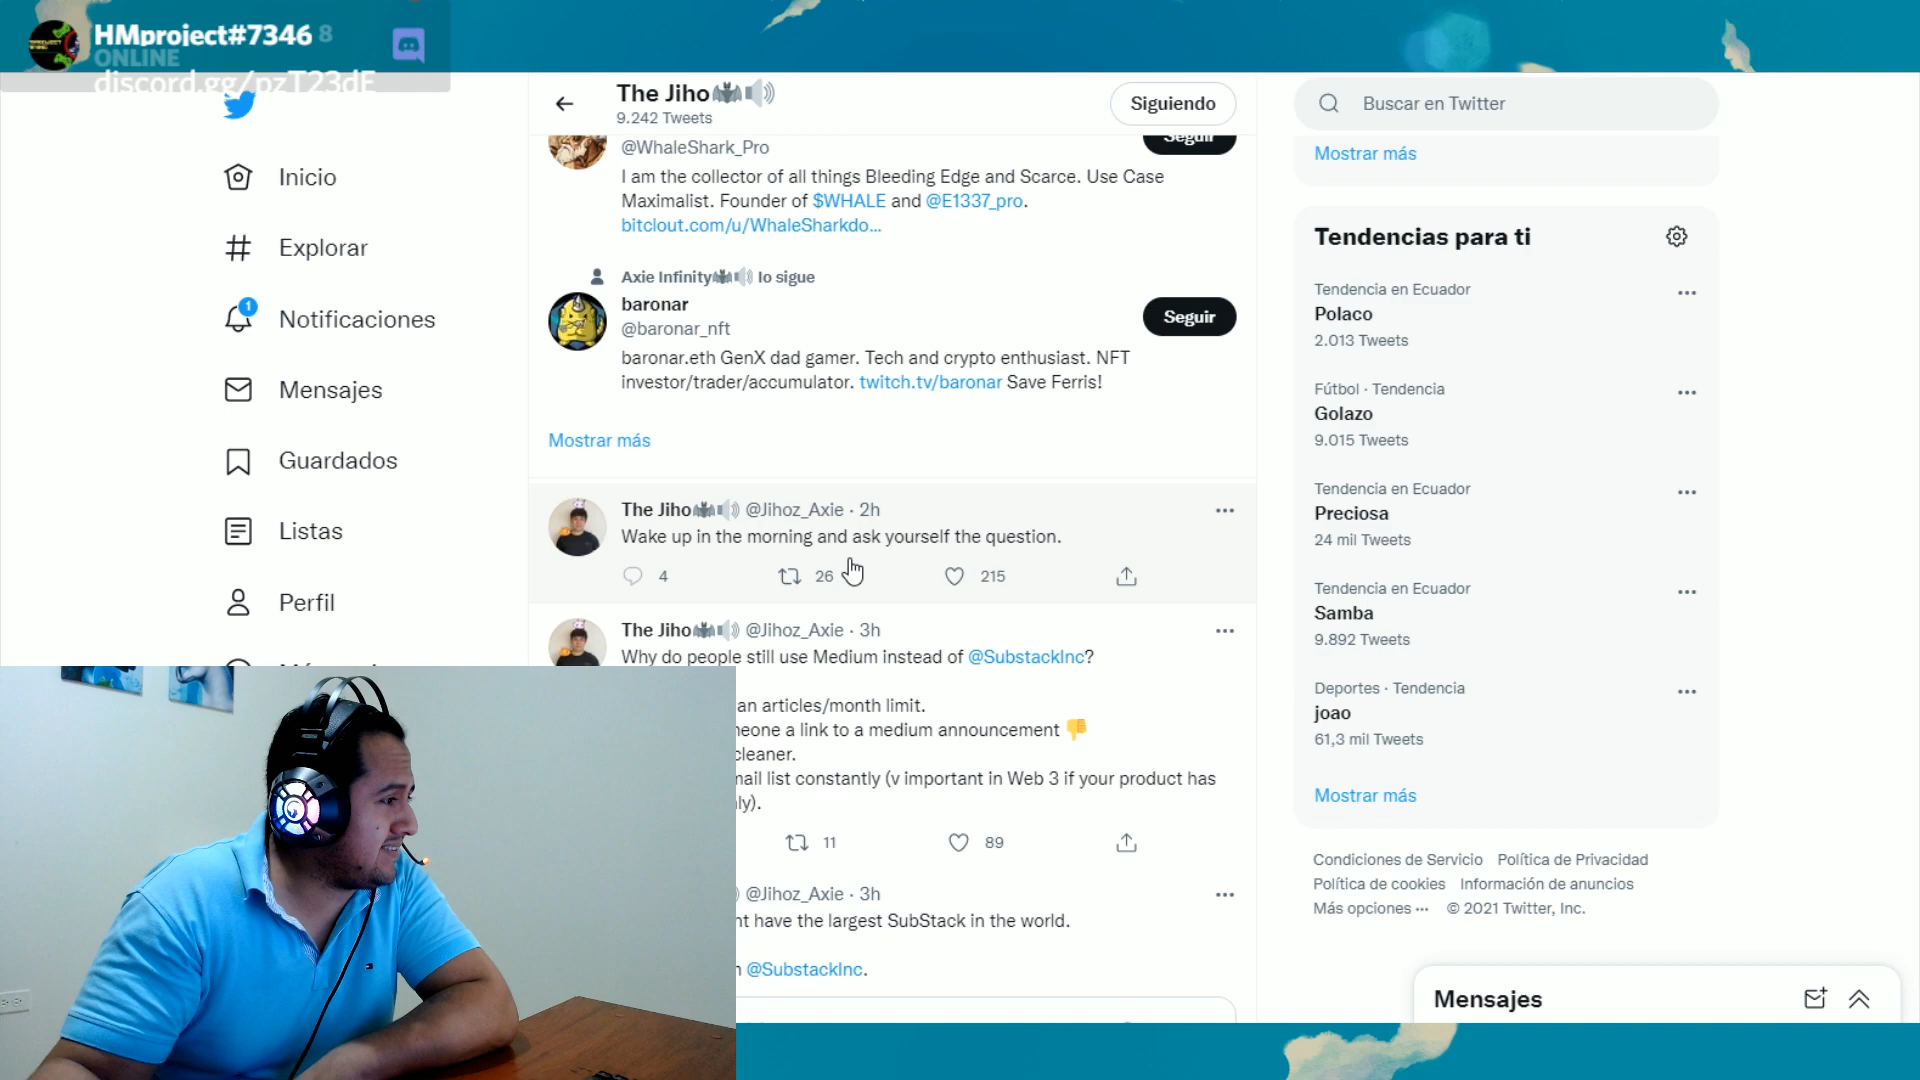 HMproject#7346 8
ONLINE
discord.gg/pzT23dE
Inicio
Explorar
1
Notificaciones
Mensajes
Guardados
Listas
Perfil
The Jiho
9.242 Tweets
Siguiendo
@WhaleShark_Pro
Seguir
I am the collector of all things Bleeding Edge and Scarce. Use Case
Maximalist. Founder of $WHALE and @E1337_pro.
bitclout.com/u/WhaleSharkdo...
Axie Infinity lo sigue
baronar
@baronar_nft
Seguir
baronar.eth GenX dad gamer. Tech and crypto enthusiast. NFT
investor/trader/accumulator. twitch.tv/baronar Save Ferris!
Mostrar más
The Jiho @Jihoz_Axie · 2h
Wake up in the morning and ask yourself the question.
4 26 215
The Jiho @Jihoz_Axie · 3h
Why do people still use Medium instead of @SubstackInc?
an articles/month limit.
a link to a medium announcement 👎
cleaner.
list constantly (v important in Web 3 if your product has
11 89
@Jihoz_Axie · 3h
have the largest SubStack in the world.
@SubstackInc.
Buscar en Twitter
Mostrar más
Tendencias para ti
Tendencia en Ecuador
Polaco
2.013 Tweets
Fútbol · Tendencia
Golazo
9.015 Tweets
Tendencia en Ecuador
Preciosa
24 mil Tweets
Tendencia en Ecuador
Samba
9.892 Tweets
Deportes · Tendencia
joao
61,3 mil Tweets
Mostrar más
Condiciones de Servicio Política de Privacidad
Política de cookies Información de anuncios
Más opciones ··· © 2021 Twitter, Inc.
Mensajes